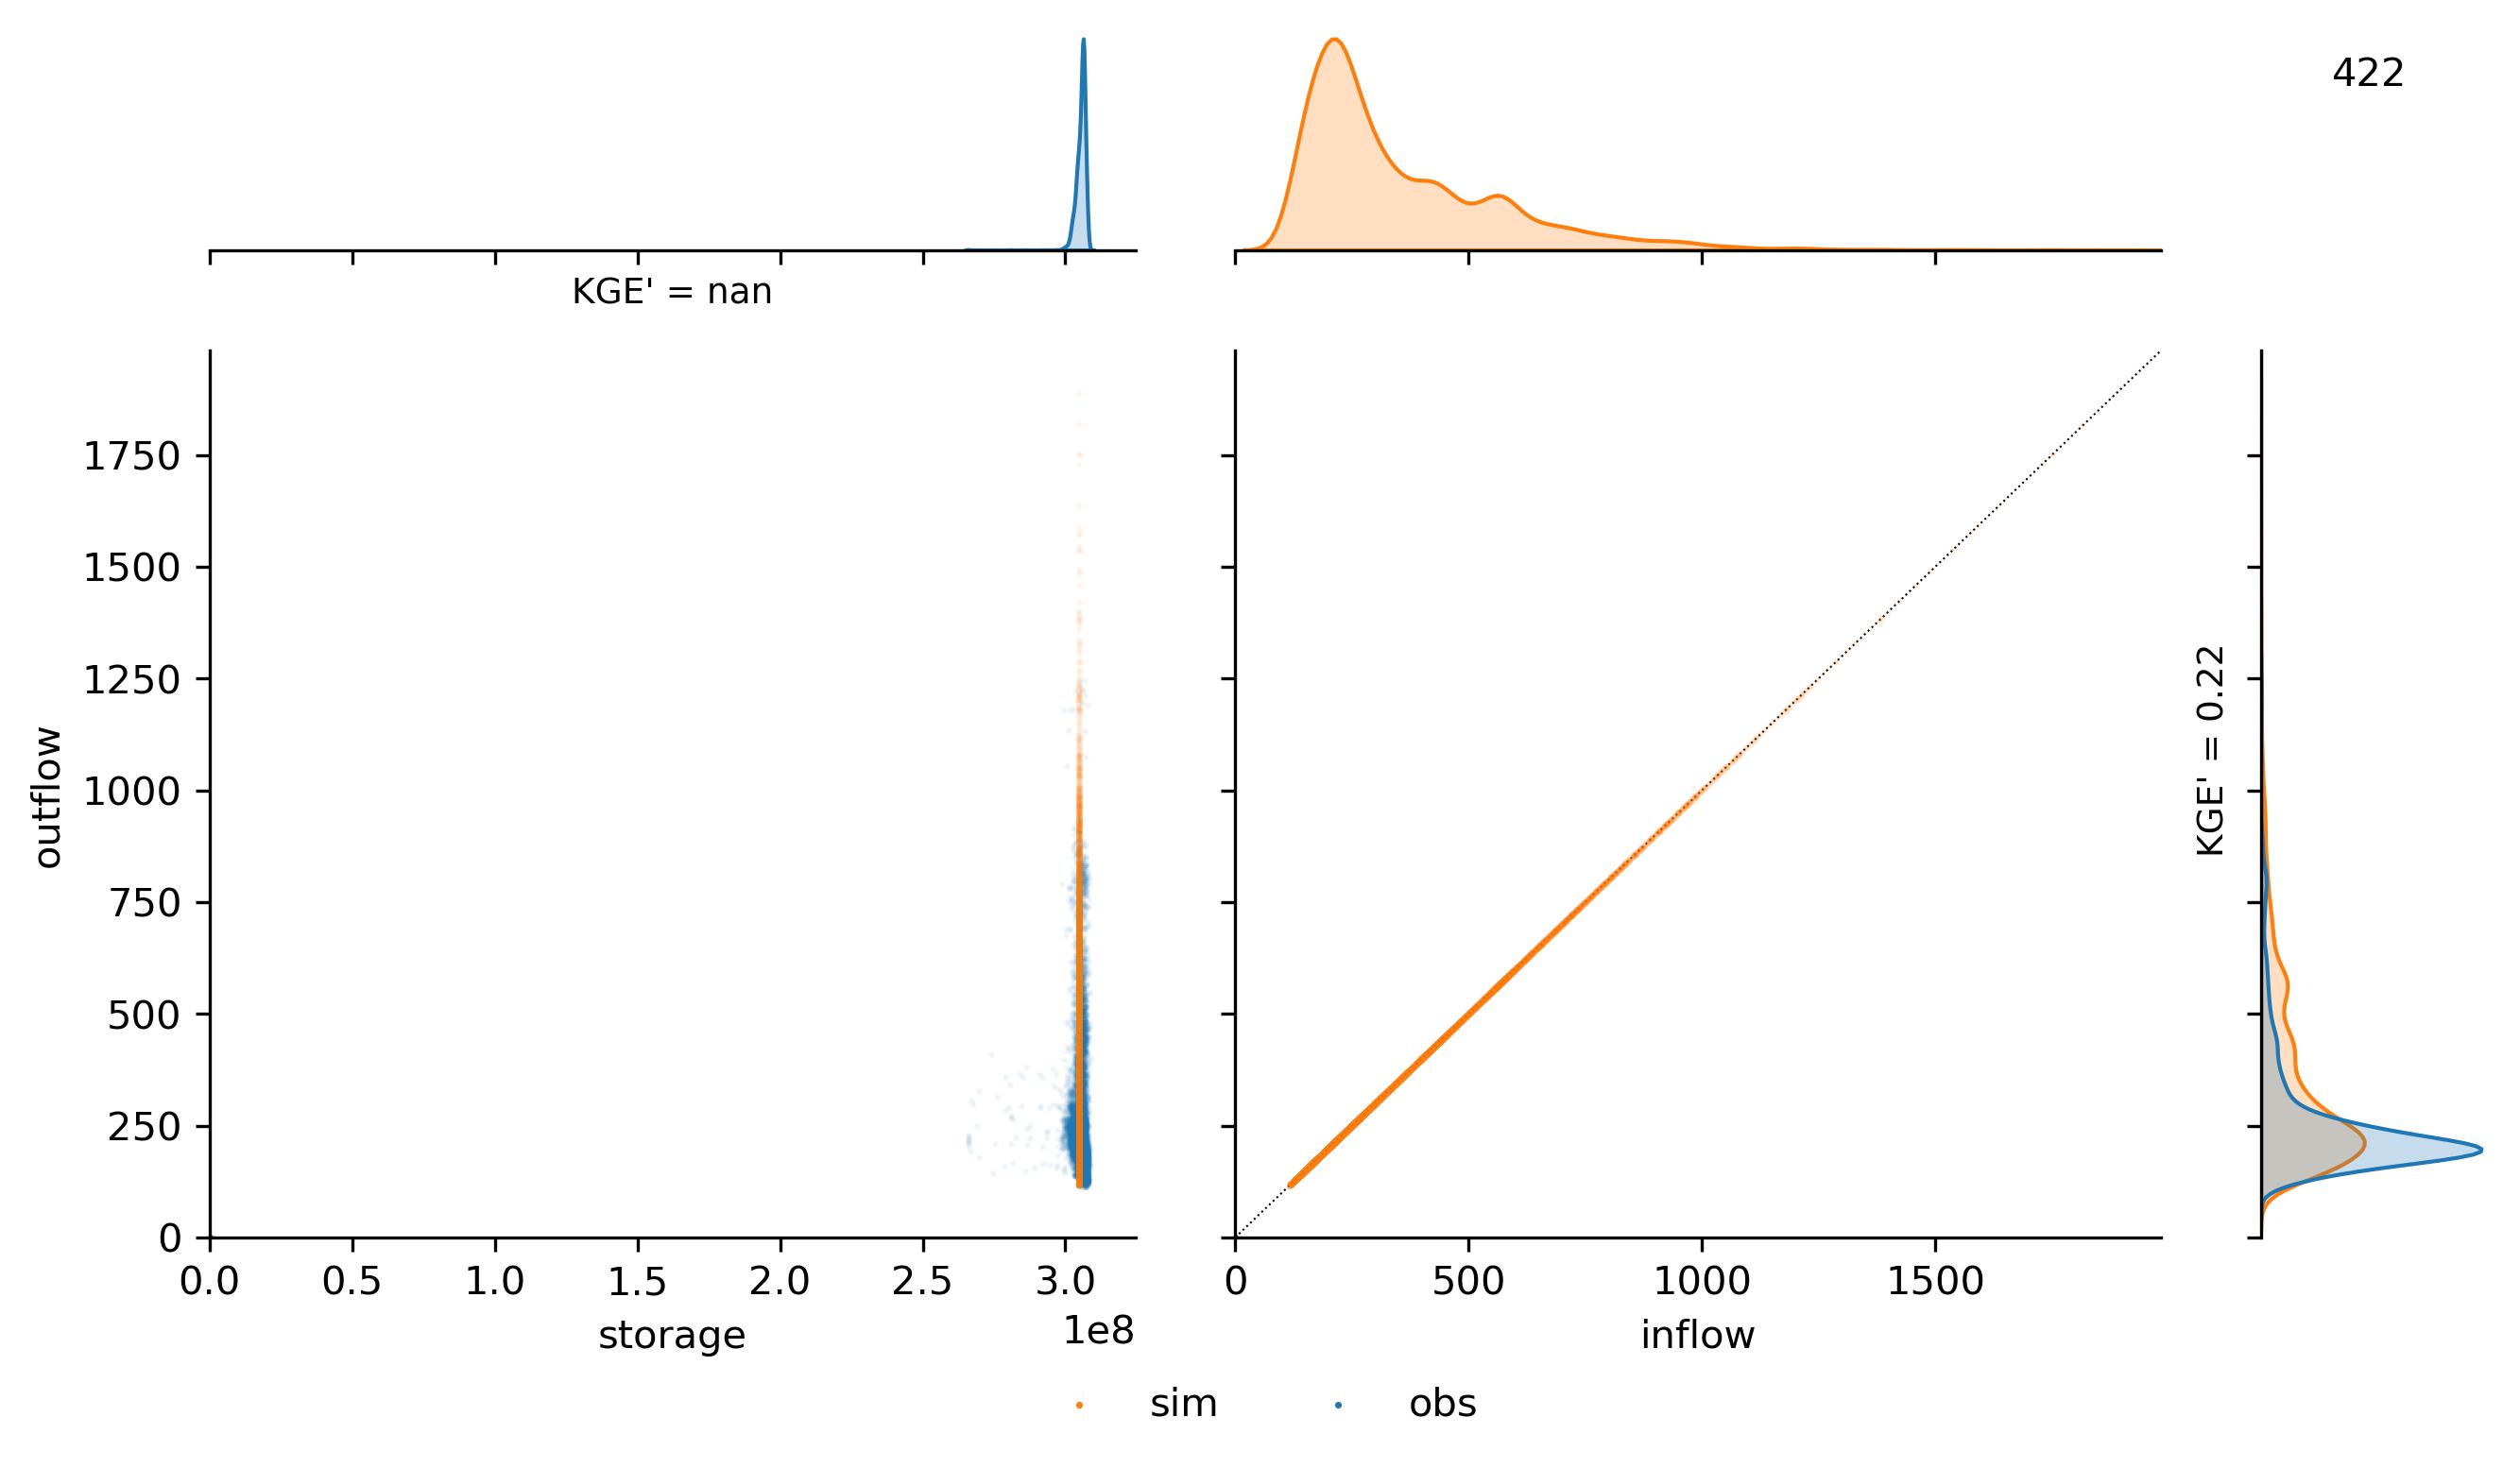 422
KGE' = nan
outflow
1750
1500
1250
1000
750
500
250
0
0.0 0.5 1.0 1.5 2.0 2.5 3.0
1e8
storage
KGE' = 0.22
0 500 1000 1500
inflow
sim obs